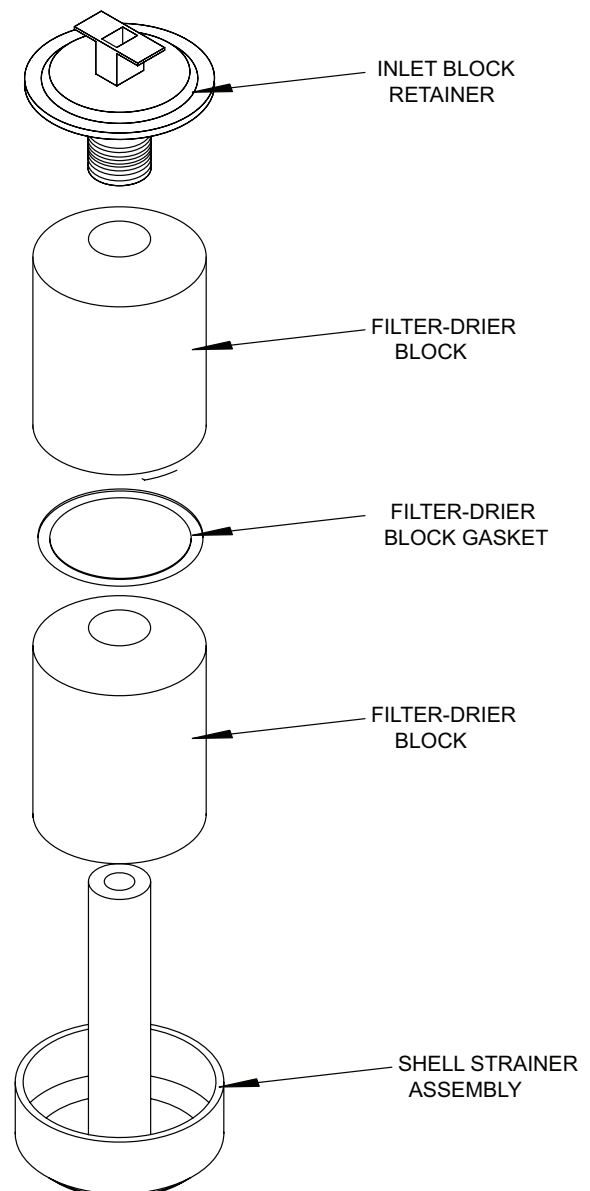 INLET BLOCK
RETAINER
FILTER-DRIER
BLOCK
FILTER-DRIER
BLOCK GASKET
FILTER-DRIER
BLOCK
SHELL STRAINER
ASSEMBLY